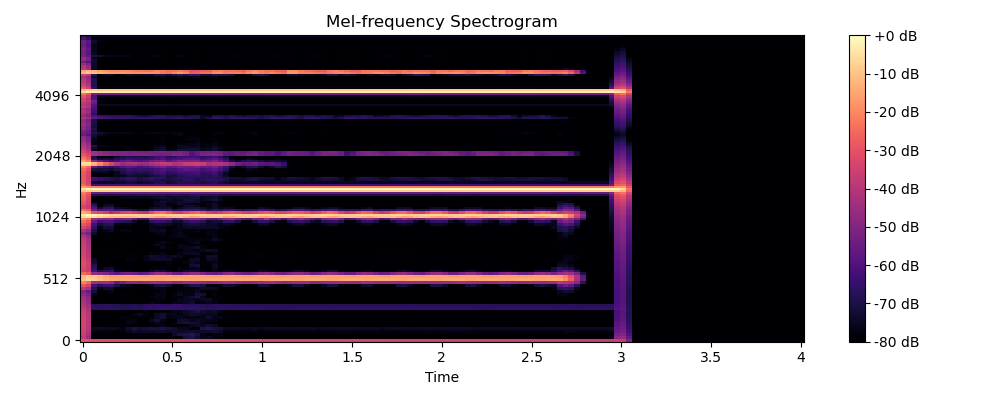 Mel-frequency Spectrogram
Hz
4096
2048
1024
512
0
0
0.5
1
1.5
2
2.5
3
3.5
4
Time
+0 dB
-10 dB
-20 dB
-30 dB
-40 dB
-50 dB
-60 dB
-70 dB
-80 dB